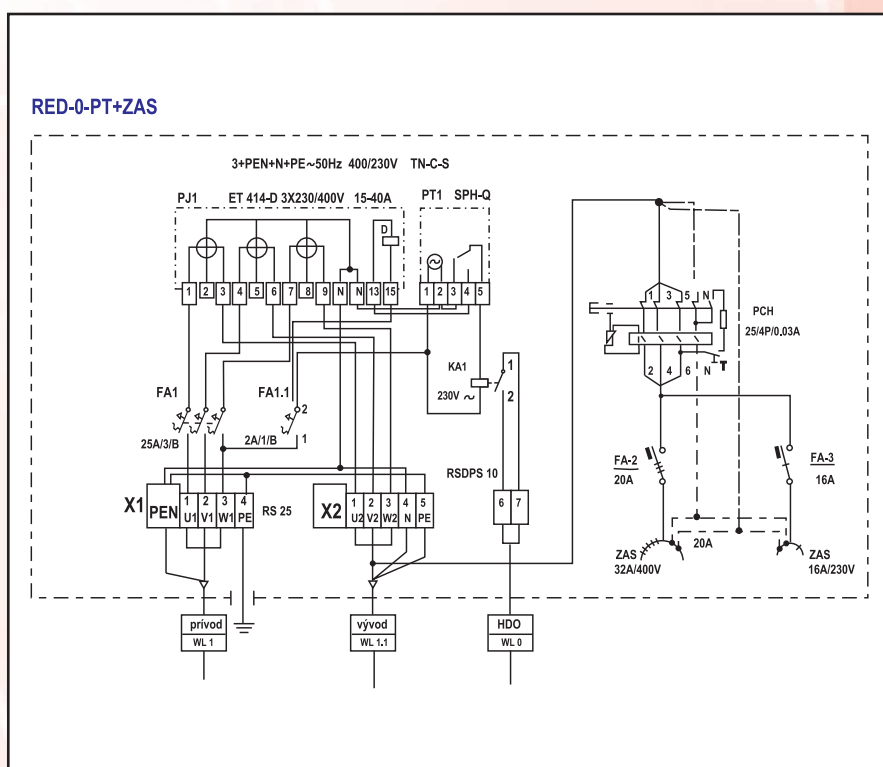 RED-0-PT+ZAS
3+PEN+N+PE~50Hz 400/230V TN-C-S
PJ1 ET 414-D 3X230/400V 15-40A PT1 SPH-Q
D
1 2 3 4 5 6 7 8 9 N N 13 15
1 2 3 4 5
1 3 5 N
PCH
25/4P/0.03A
2 4 6 N T
KA1
230V ~
1
2
FA1
25A/3/B
FA1.1
2A/1/B
2
1
FA-2
20A
FA-3
16A
RSDPS 10
6 7
X1 PEN
1 2 3 4
U1 V1 W1 PE
RS 25
X2
1 2 3 4 5
U2 V2 W2 N PE
20A
ZAS
32A/400V
ZAS
16A/230V
prívod
WL 1
vývod
WL 1.1
HDO
WL 0